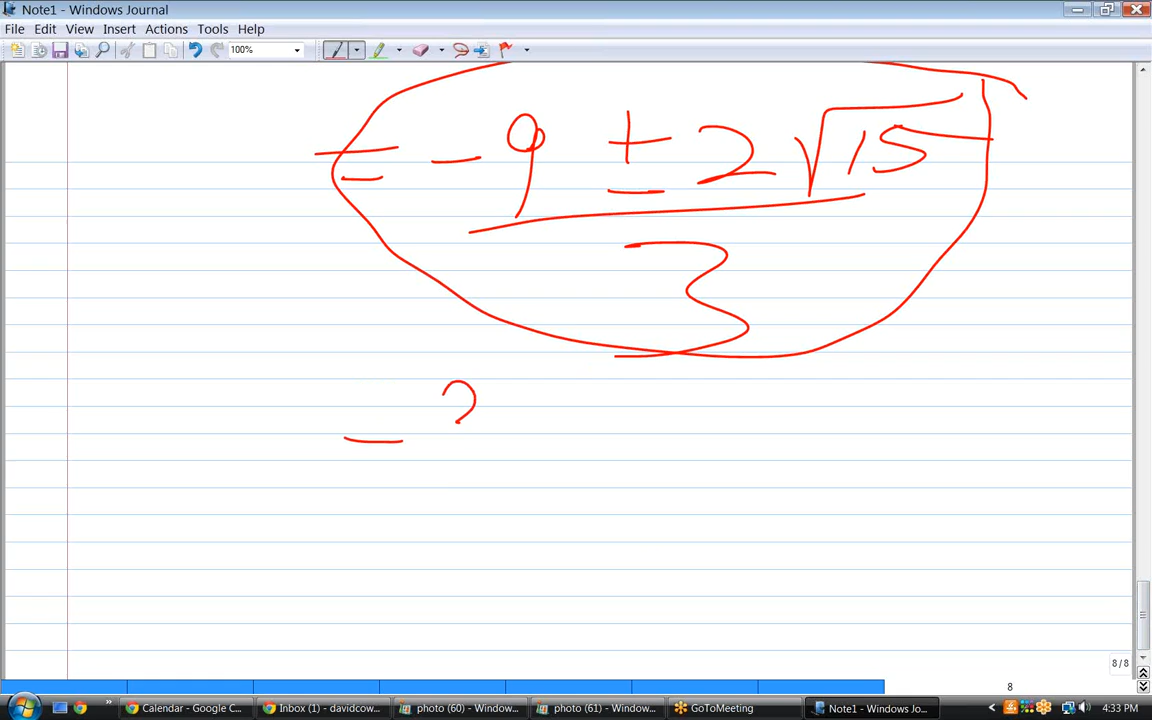 Note1 - Windows Journal
File Edit View Insert Actions Tools Help
100%
= -9 ± 2√15
3
- ?
8 / 8
8
Calendar - Google C... Inbox (1) - davidcow... photo (60) - Window... photo (61) - Window... GoToMeeting Note1 - Windows Jo... 4:33 PM